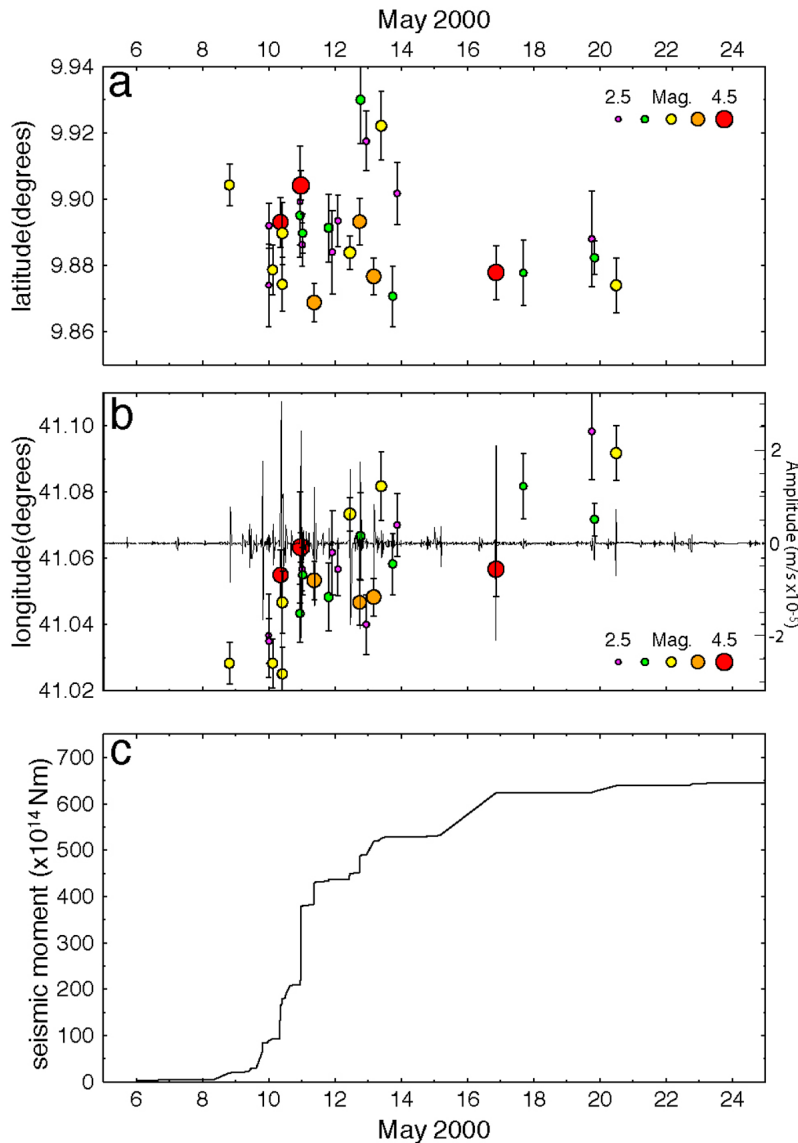 May 2000
6 8 10 12 14 16 18 20 22 24
a
2.5 Mag. 4.5
latitude(degrees)
9.94
9.92
9.90
9.88
9.86
b
longitude(degrees)
41.10
41.08
41.06
41.04
41.02
2
0
-2
Amplitude (m/s x10-5)
2.5 Mag. 4.5
c
seismic moment (x10¹⁴ Nm)
700
600
500
400
300
200
100
0
6 8 10 12 14 16 18 20 22 24
May 2000